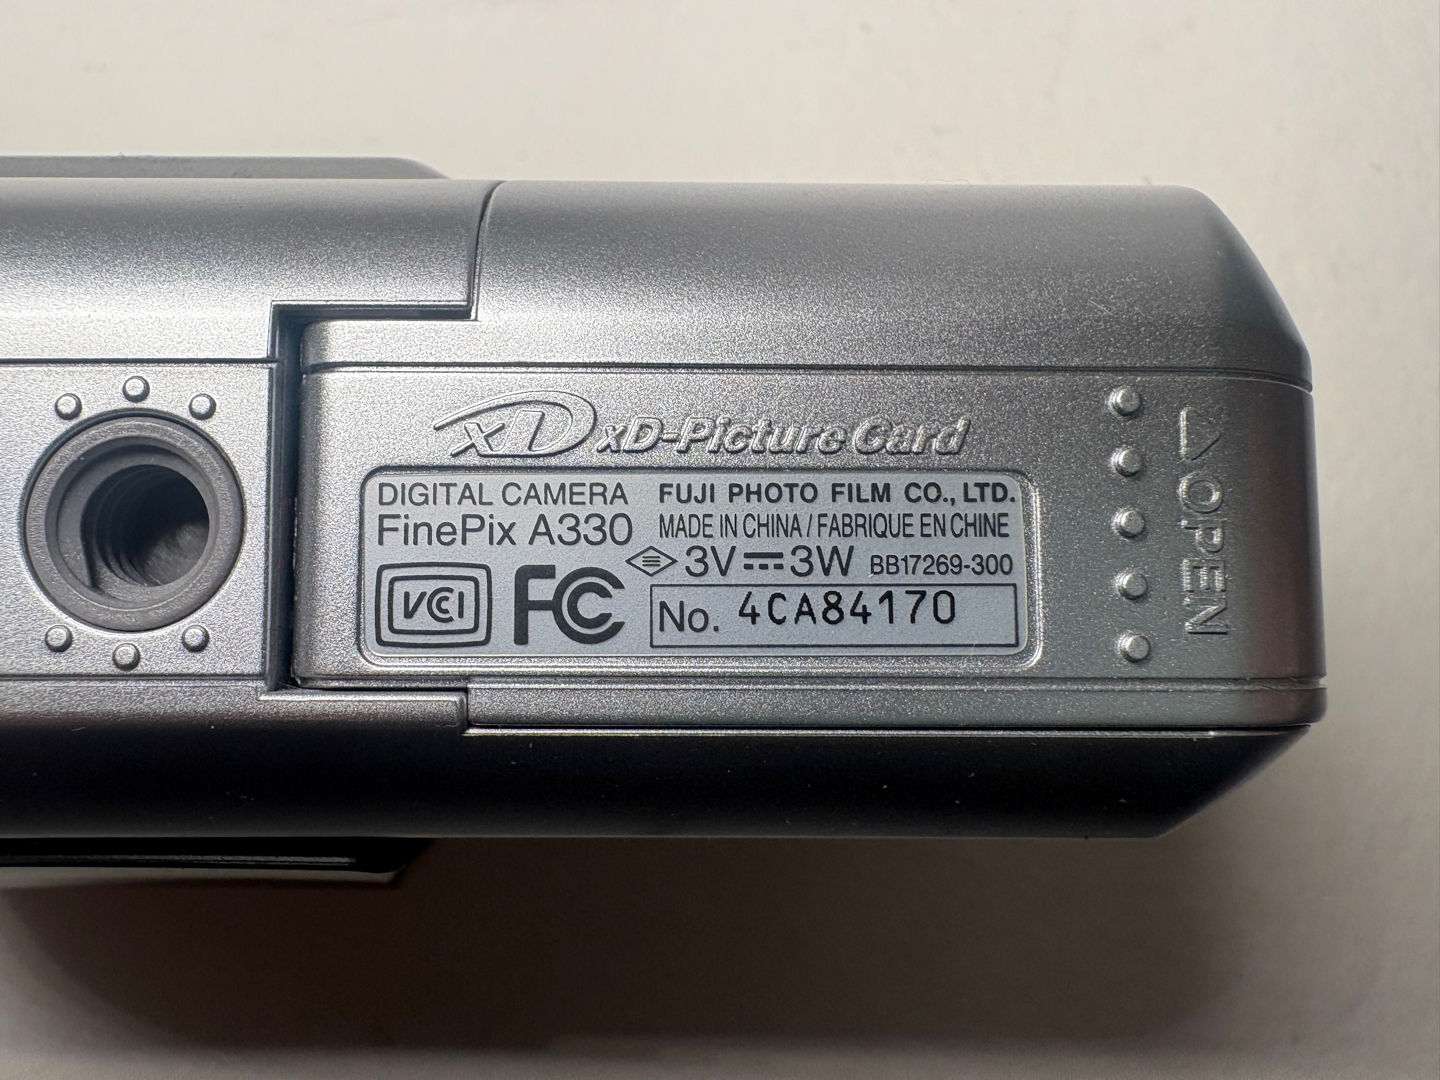 xD xD-Picture Card
DIGITAL CAMERA FUJI PHOTO FILM CO., LTD.
FinePix A330 MADE IN CHINA / FABRIQUE EN CHINE
3V⎓3W BB17269-300
VCCI FC No. 4CA84170
OPEN